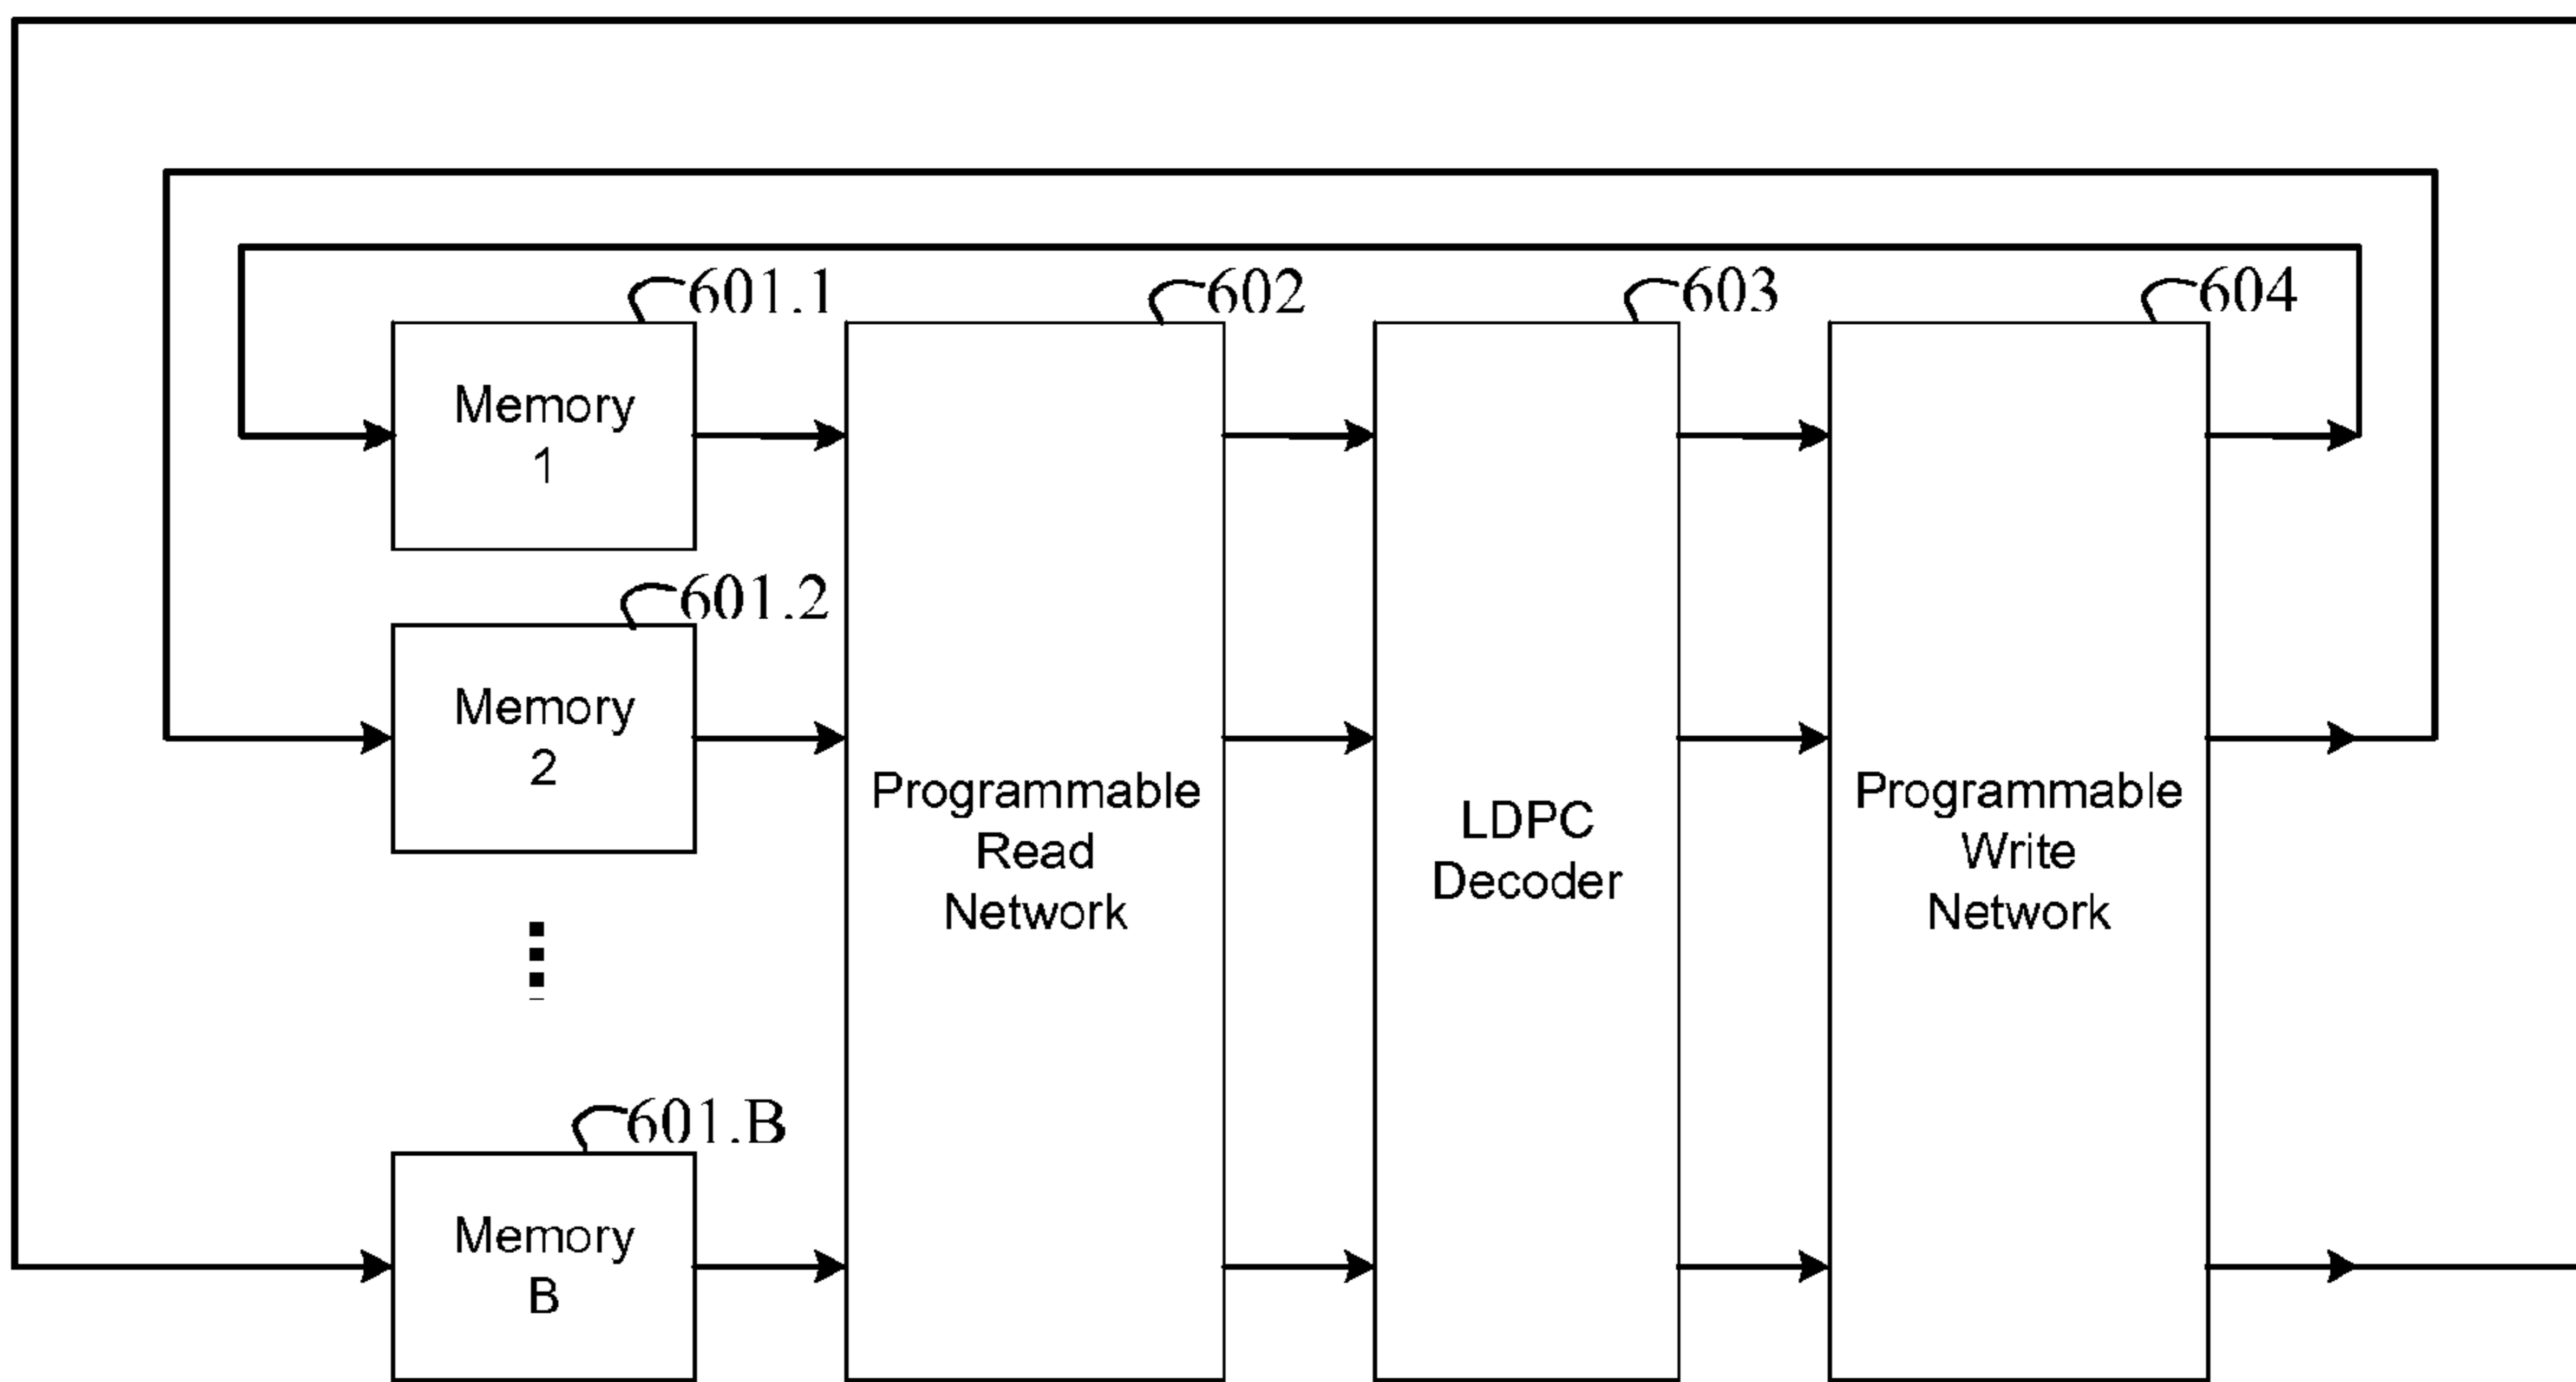 601.1
602
603
604
Memory
1
601.2
Memory
2
Programmable
Read
Network
LDPC
Decoder
Programmable
Write
Network
601.B
Memory
B